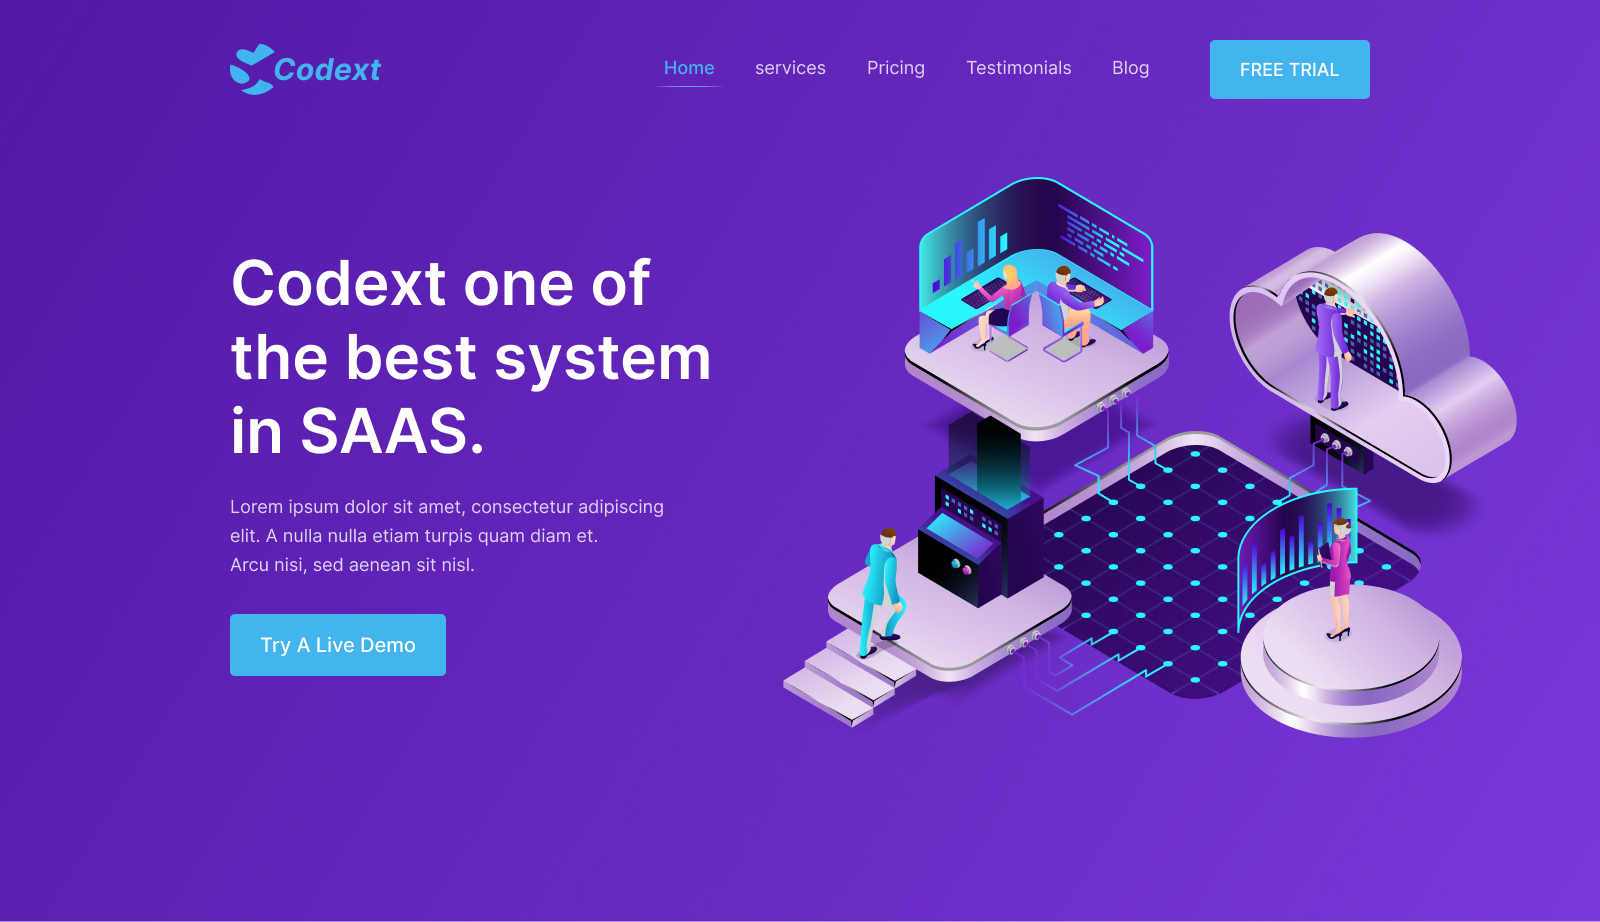 Codext
Home services Pricing Testimonials Blog
FREE TRIAL
Codext one of
the best system
in SAAS.
Lorem ipsum dolor sit amet, consectetur adipiscing
elit. A nulla nulla etiam turpis quam diam et.
Arcu nisi, sed aenean sit nisl.
Try A Live Demo